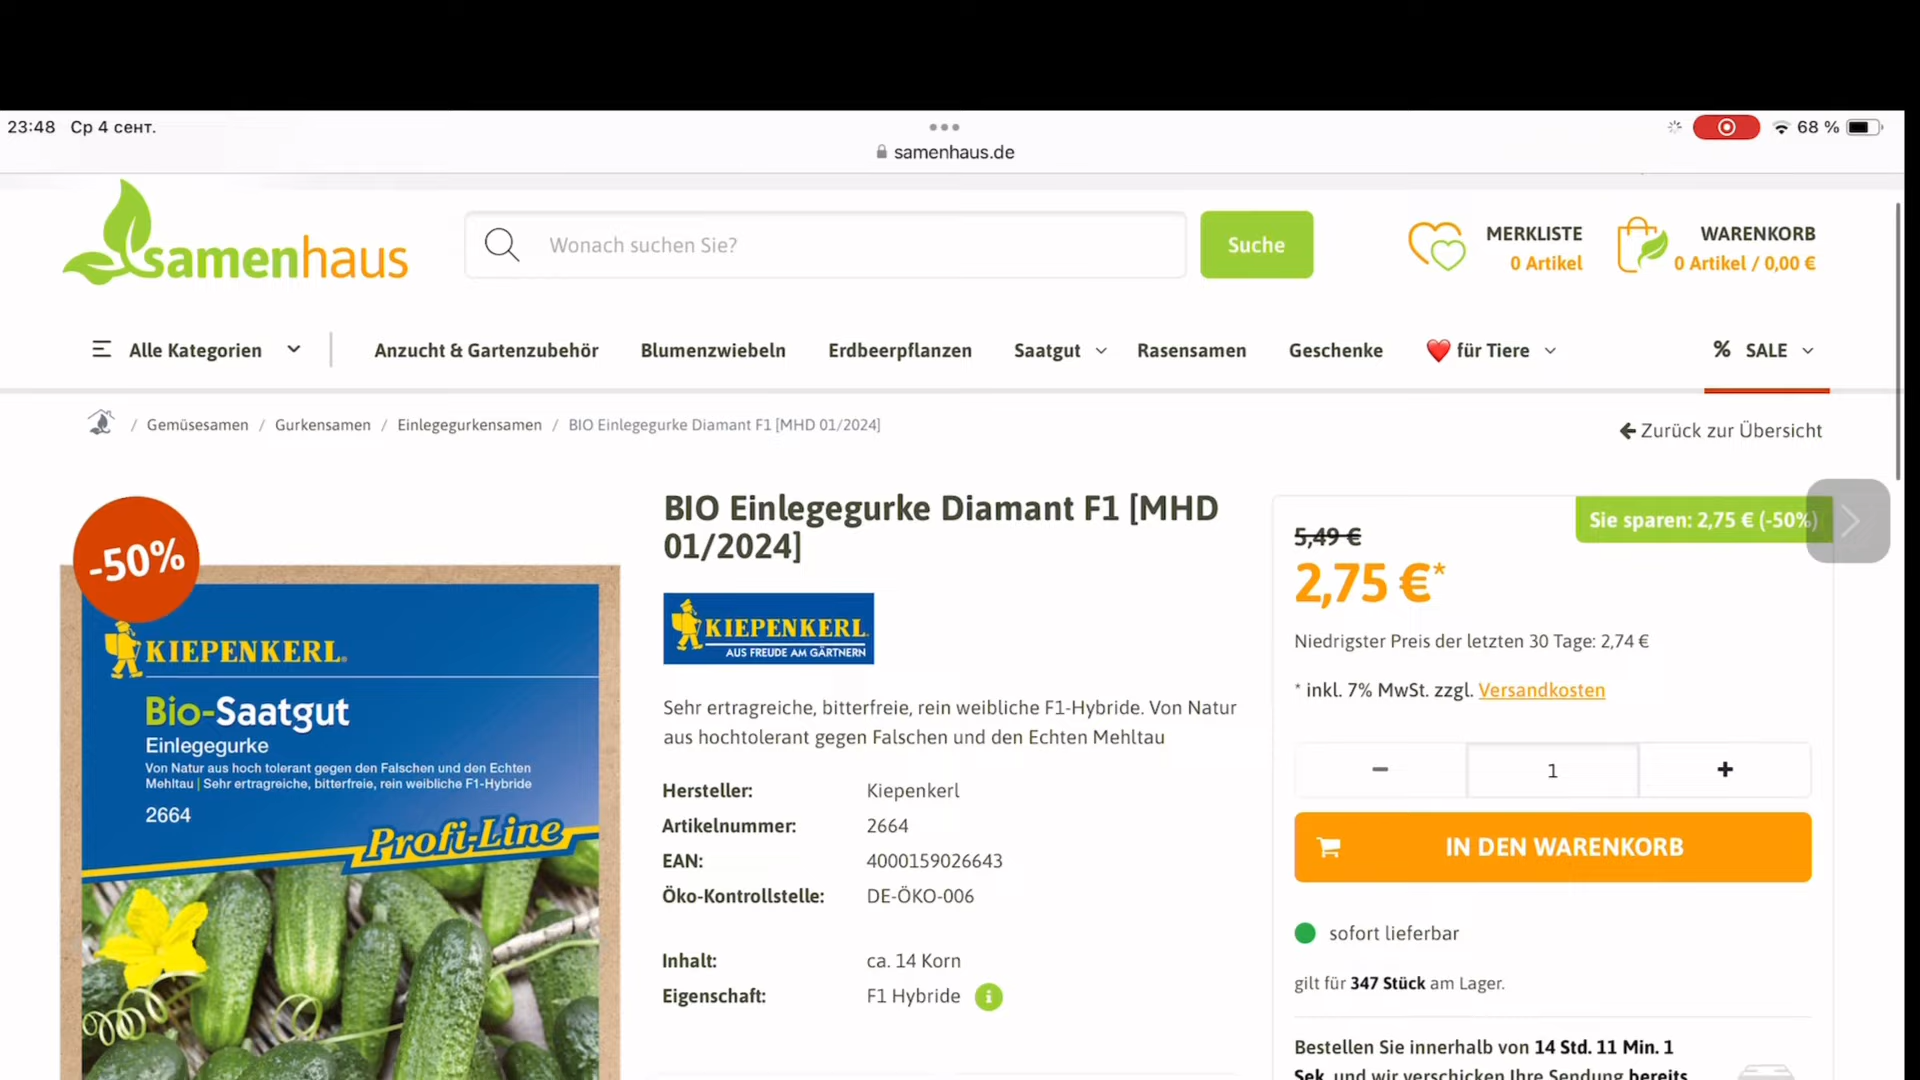 23:48 Ср 4 сент.
68 %
samenhaus.de
samenhaus
Wonach suchen Sie?
Suche
MERKLISTE
0 Artikel
WARENKORB
0 Artikel / 0,00 €
Alle Kategorien
Anzucht & Gartenzubehör
Blumenzwiebeln
Erdbeerpflanzen
Saatgut
Rasensamen
Geschenke
❤️ für Tiere
% SALE
/ Gemüsesamen / Gurkensamen / Einlegegurkensamen / BIO Einlegegurke Diamant F1 [MHD 01/2024]
Zurück zur Übersicht
-50%
KIEPENKERL®
Bio-Saatgut
Einlegegurke
Von Natur aus hoch tolerant gegen den Falschen und den Echten
Mehltau | Sehr ertragreiche, bitterfreie, rein weibliche F1-Hybride
2664
Profi-Line
BIO Einlegegurke Diamant F1 [MHD
01/2024]
KIEPENKERL®
AUS FREUDE AM GÄRTNERN
Sehr ertragreiche, bitterfreie, rein weibliche F1-Hybride. Von Natur
aus hochtolerant gegen Falschen und den Echten Mehltau
Hersteller: Kiepenkerl
Artikelnummer: 2664
EAN: 4000159026643
Öko-Kontrollstelle: DE-ÖKO-006
Inhalt: ca. 14 Korn
Eigenschaft: F1 Hybride i
Sie sparen: 2,75 € (-50%)
5,49 €
2,75 €*
Niedrigster Preis der letzten 30 Tage: 2,74 €
* inkl. 7% MwSt. zzgl. Versandkosten
− 1 +
IN DEN WARENKORB
sofort lieferbar
gilt für 347 Stück am Lager.
Bestellen Sie innerhalb von 14 Std. 11 Min. 1
Sek. und wir verschicken Ihre Sendung bereits